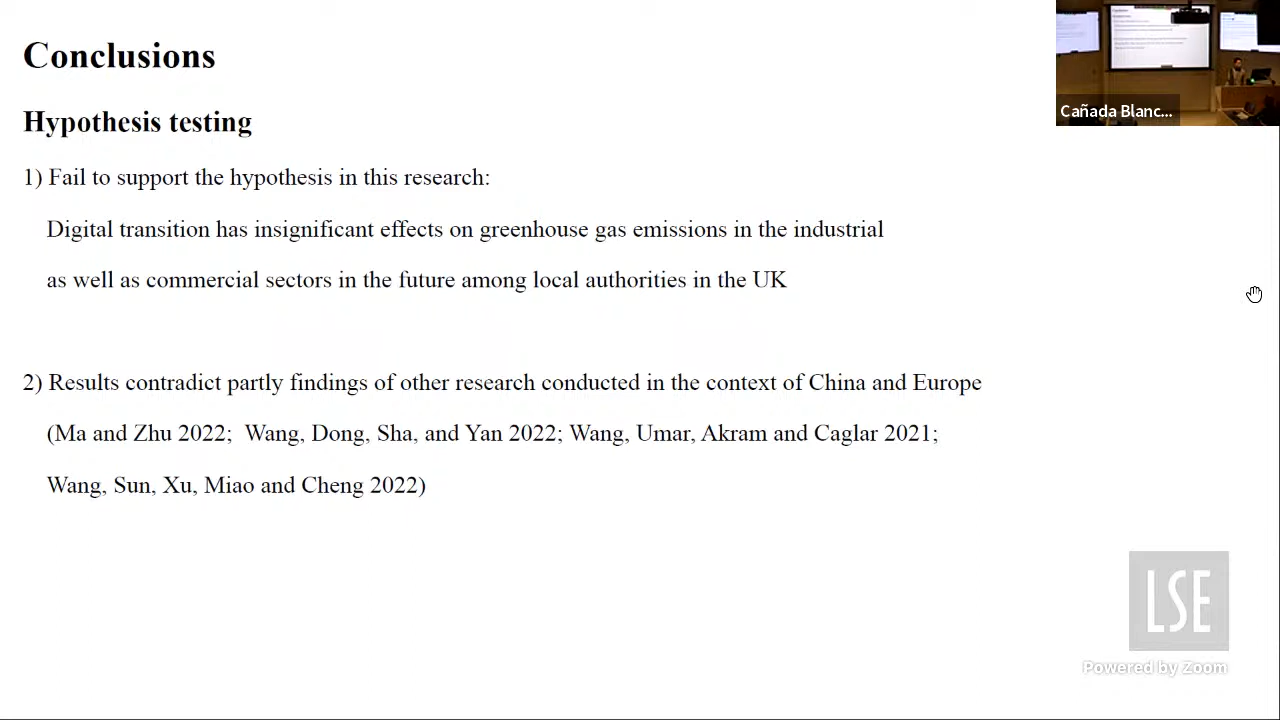 Conclusions
Hypothesis testing
1) Fail to support the hypothesis in this research:
Digital transition has insignificant effects on greenhouse gas emissions in the industrial
as well as commercial sectors in the future among local authorities in the UK
2) Results contradict partly findings of other research conducted in the context of China and Europe
(Ma and Zhu 2022;  Wang, Dong, Sha, and Yan 2022; Wang, Umar, Akram and Caglar 2021;
Wang, Sun, Xu, Miao and Cheng 2022)
Cañada Blanc...
LSE
Powered by Zoom